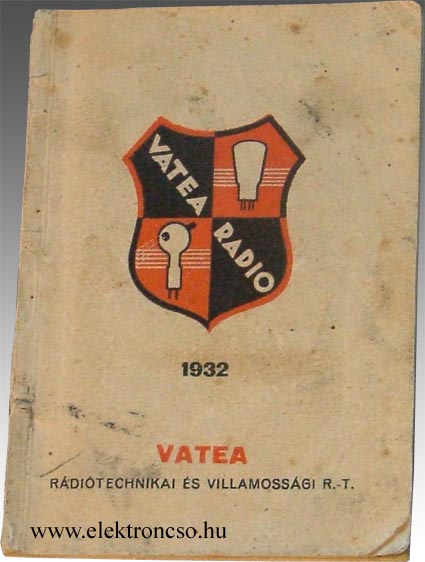 VATEA
RADIO
1932
VATEA
RÁDIÓTECHNIKAI ÉS VILLAMOSSÁGI R.-T.
www.elektroncso.hu